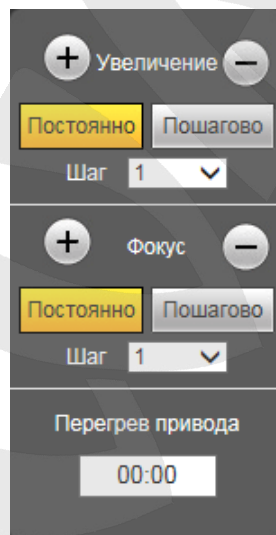 + Увеличение −
Постоянно Пошагово
Шаг 1
+ Фокус −
Постоянно Пошагово
Шаг 1
Перегрев привода
00:00